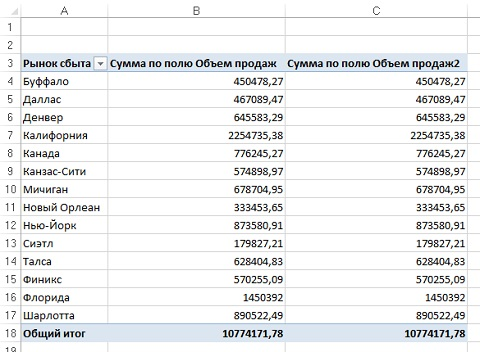 A B C
1
2
3 Рынок сбыта Сумма по полю Объем продаж Сумма по полю Объем продаж2
4 Буффало 450478,27 450478,27
5 Даллас 467089,47 467089,47
6 Денвер 645583,29 645583,29
7 Калифорния 2254735,38 2254735,38
8 Канада 776245,27 776245,27
9 Канзас-Сити 574898,97 574898,97
10 Мичиган 678704,95 678704,95
11 Новый Орлеан 333453,65 333453,65
12 Нью-Йорк 873580,91 873580,91
13 Сиэтл 179827,21 179827,21
14 Талса 628404,83 628404,83
15 Финикс 570255,09 570255,09
16 Флорида 1450392 1450392
17 Шарлотта 890522,49 890522,49
18 Общий итог 10774171,78 10774171,78
19